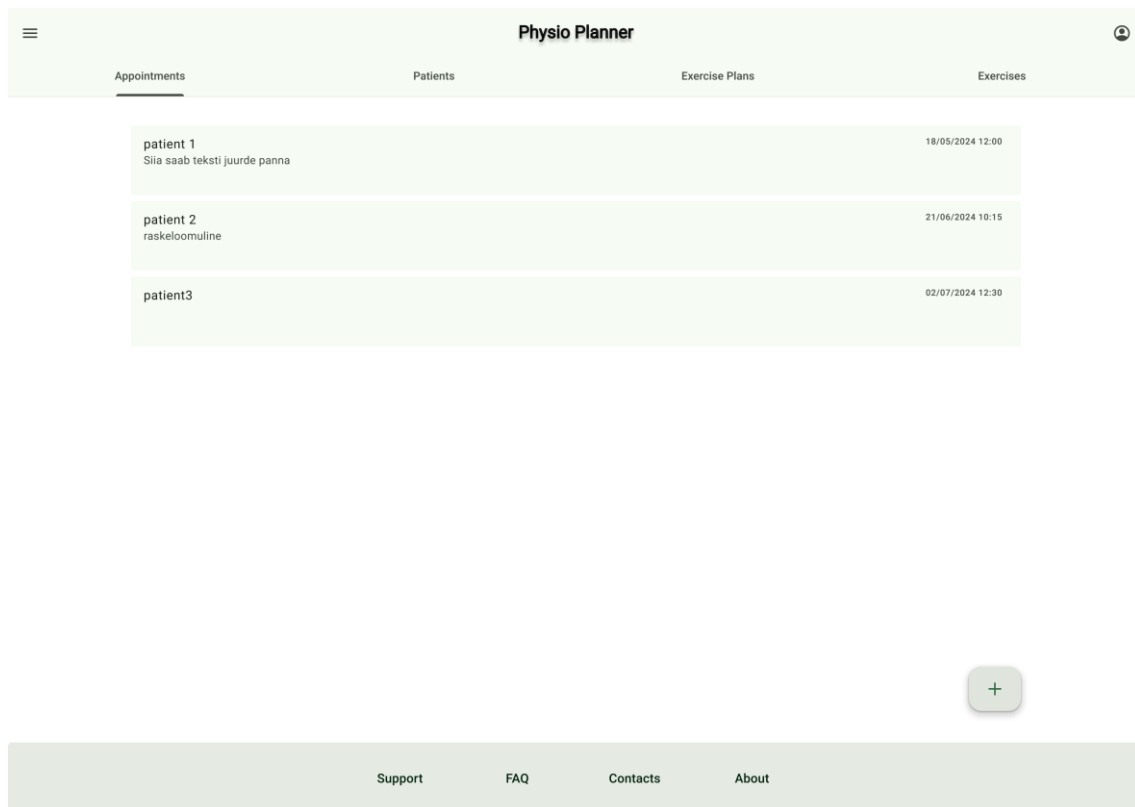 Physio Planner
Appointments Patients Exercise Plans Exercises
patient 1 18/05/2024 12:00
Siia saab teksti juurde panna
patient 2 21/06/2024 10:15
raskeloomuline
patient3 02/07/2024 12:30
+
Support FAQ Contacts About